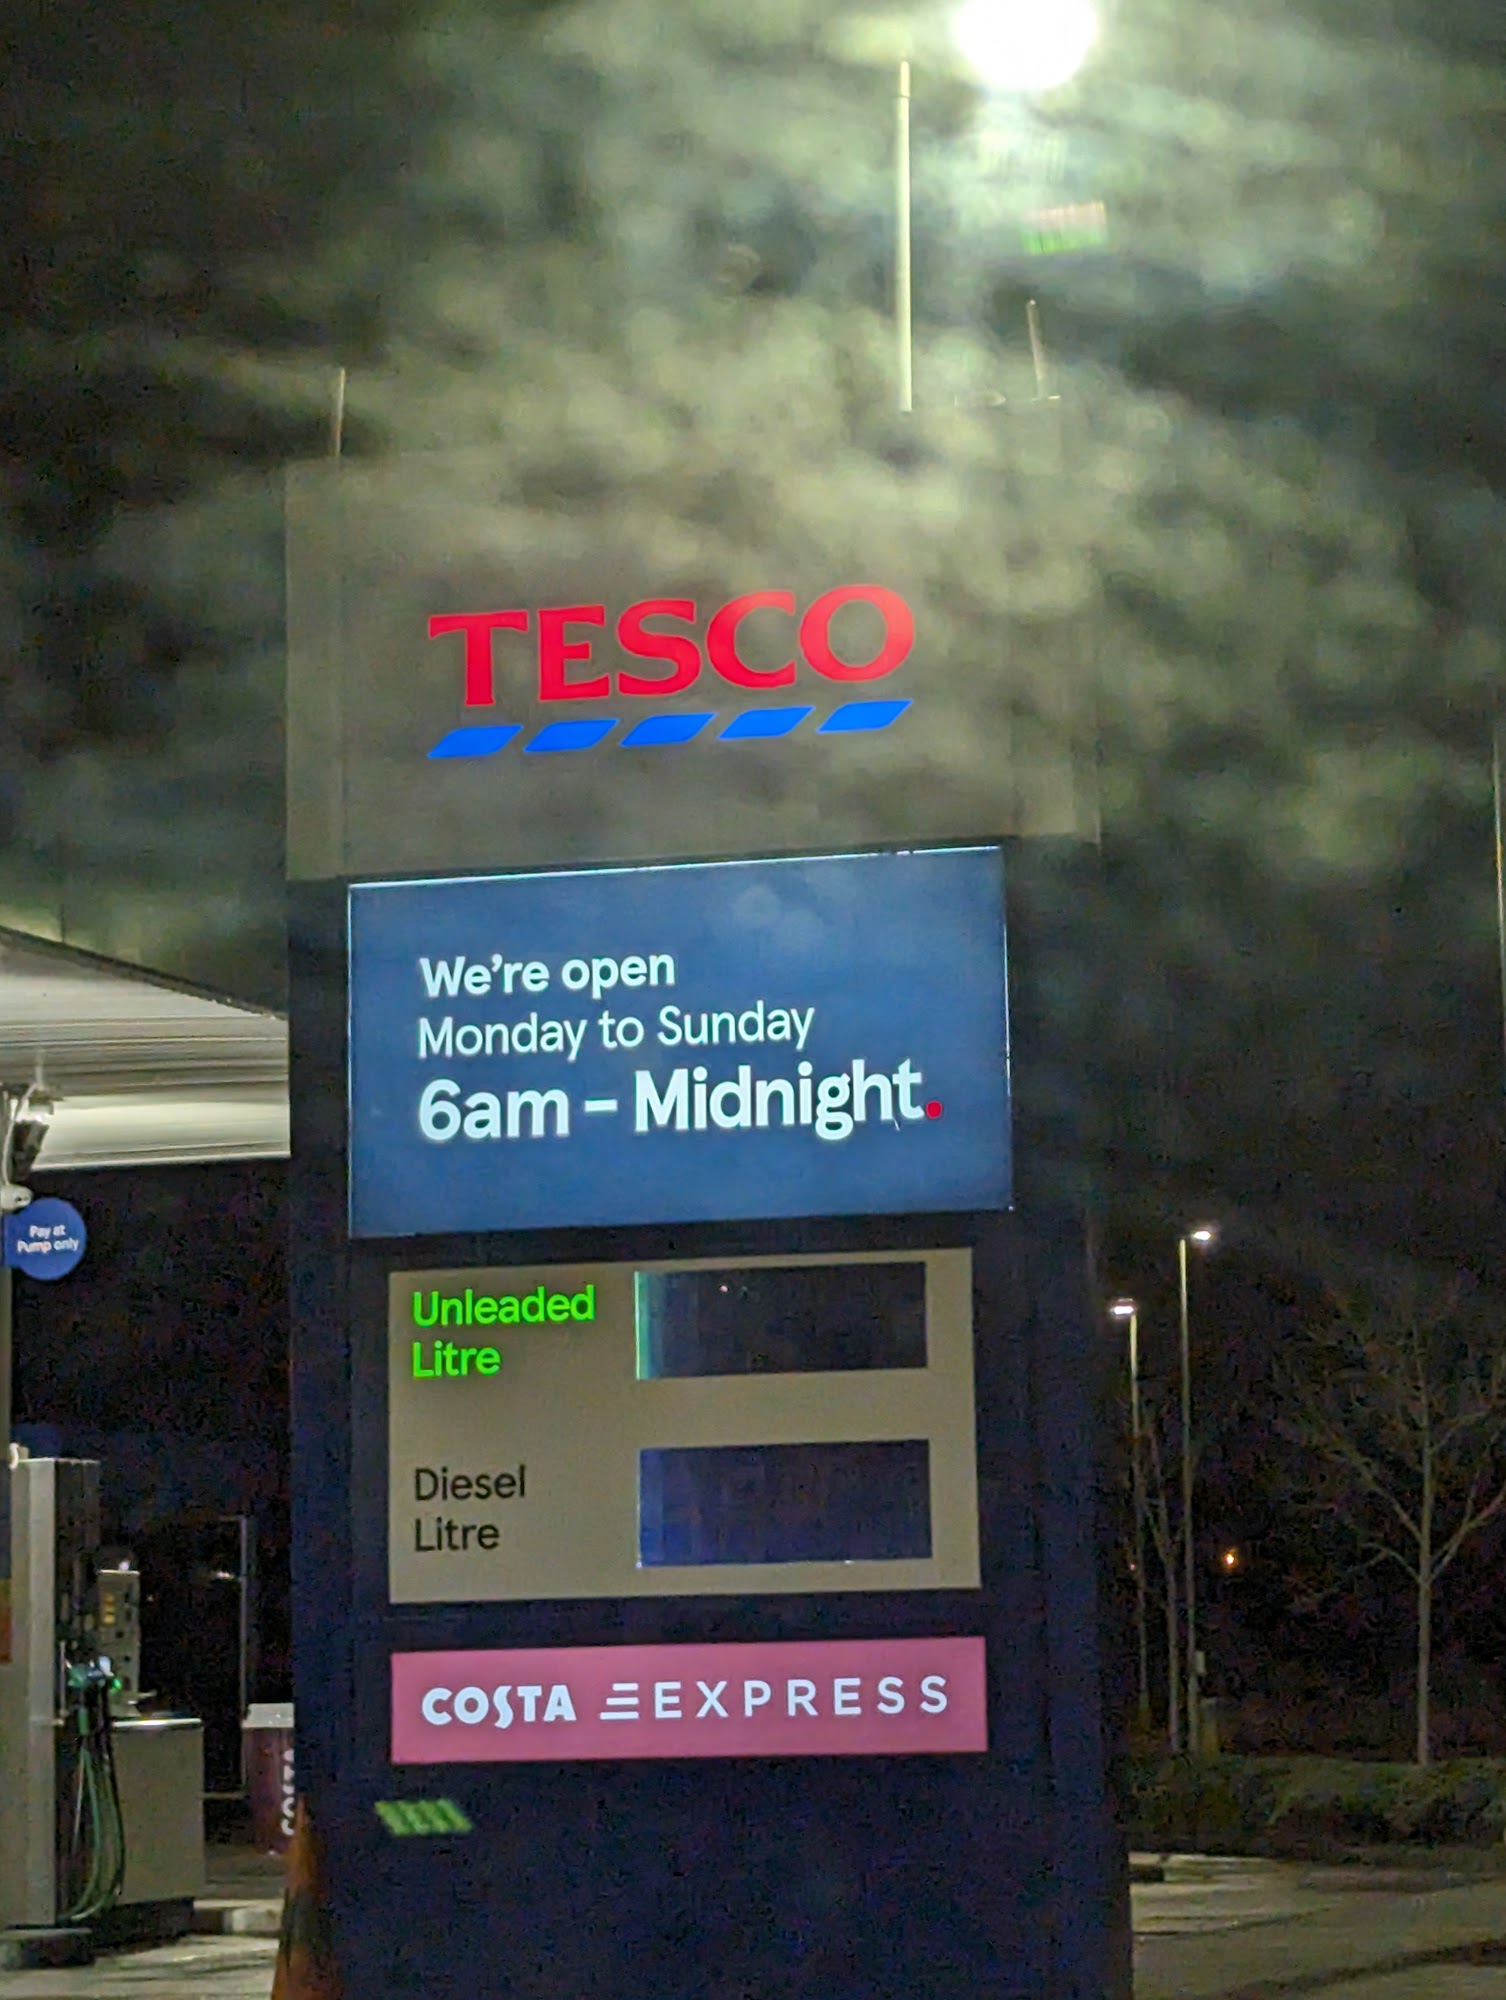 TESCO
We're open
Monday to Sunday
6am – Midnight.
Pay at
Pump only
Unleaded
Litre
Diesel
Litre
COSTA EXPRESS
COSTA